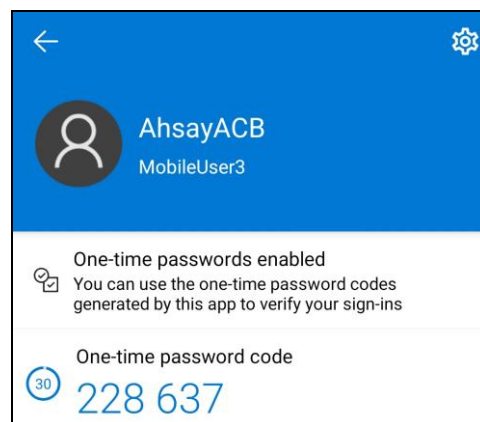 AhsayACB
MobileUser3
One-time passwords enabled
You can use the one-time password codes
generated by this app to verify your sign-ins
One-time password code
30
228 637